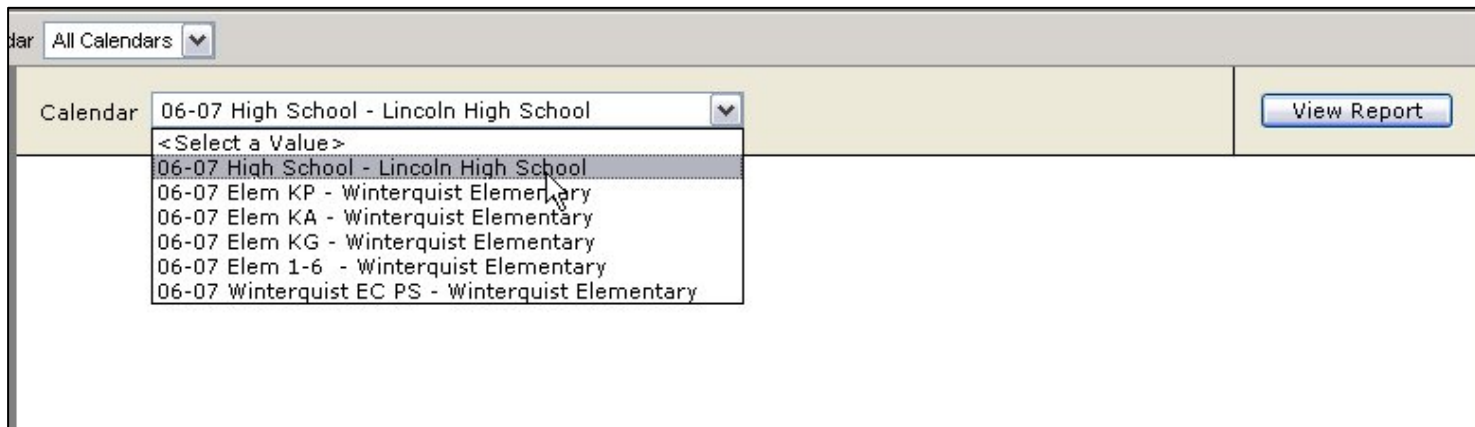 dar All Calendars
Calendar 06-07 High School - Lincoln High School View Report
<Select a Value>
06-07 High School - Lincoln High School
06-07 Elem KP - Winterquist Elementary
06-07 Elem KA - Winterquist Elementary
06-07 Elem KG - Winterquist Elementary
06-07 Elem 1-6 - Winterquist Elementary
06-07 Winterquist EC PS - Winterquist Elementary